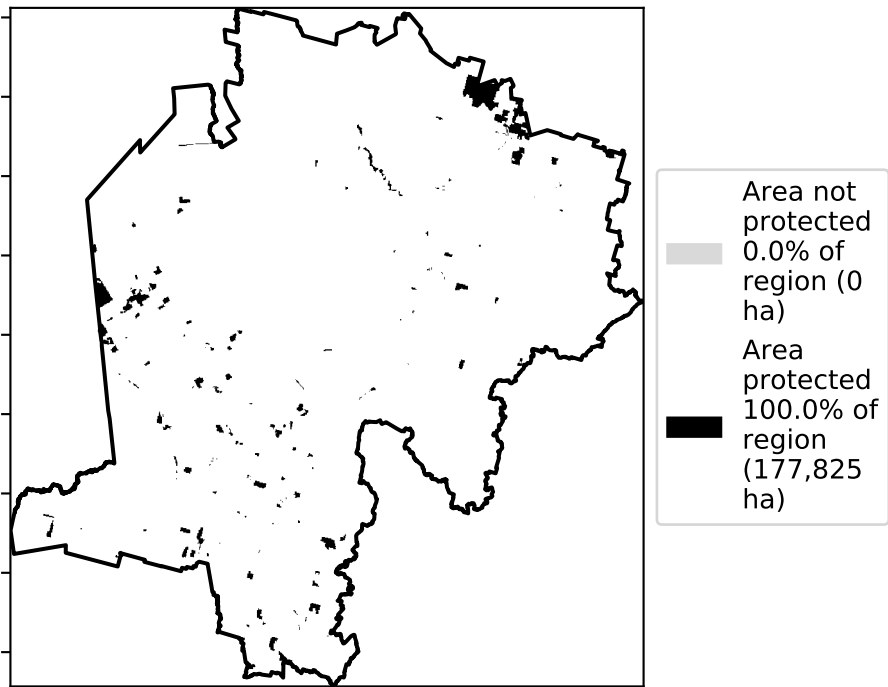 Area not
protected
0.0% of
region (0
ha)
Area
protected
100.0% of
region
(177,825
ha)